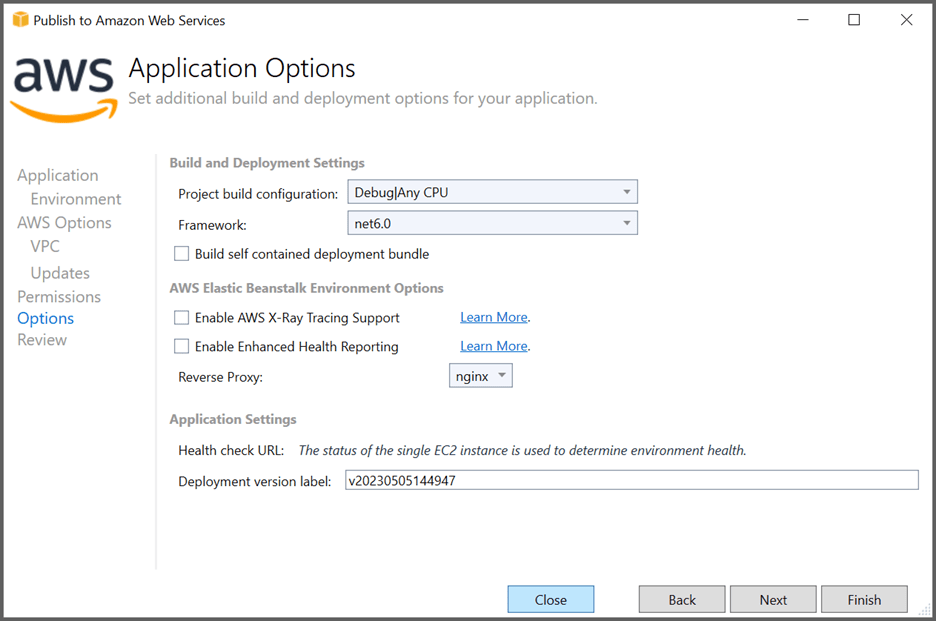 Publish to Amazon Web Services
aws
Application Options
Set additional build and deployment options for your application.
Application
Environment
AWS Options
VPC
Updates
Permissions
Options
Review
Build and Deployment Settings
Project build configuration: Debug|Any CPU
Framework: net6.0
Build self contained deployment bundle
AWS Elastic Beanstalk Environment Options
Enable AWS X-Ray Tracing Support Learn More.
Enable Enhanced Health Reporting Learn More.
Reverse Proxy: nginx
Application Settings
Health check URL: The status of the single EC2 instance is used to determine environment health.
Deployment version label: v20230505144947
Close Back Next Finish